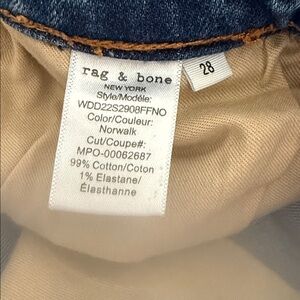 rag & bone
NEW YORK
Style/Modéle:
WDD22S2908FFNO
Color/Couleur:
Norwalk
Cut/Coupe#:
MPO-00062687
99% Cotton/Coton
1% Elastane/
Élasthanne
28